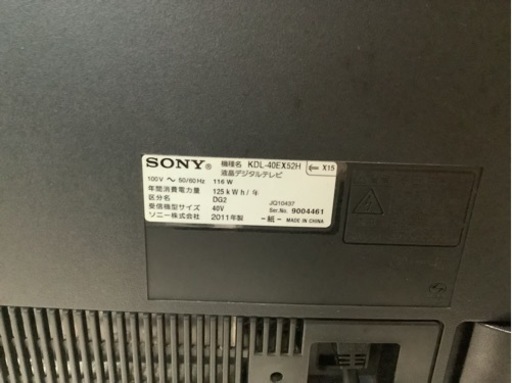 SONY® 機種名 KDL-40EX52H X15
液晶デジタルテレビ
100V 〜 50/60Hz 116 W
年間消費電力量 125 k W h / 年
区分名 DG2 JQ10437
受信機型サイズ 40V Ser.No. 9004461
ソニー株式会社 2011年製 －紙－ MADE IN CHINA